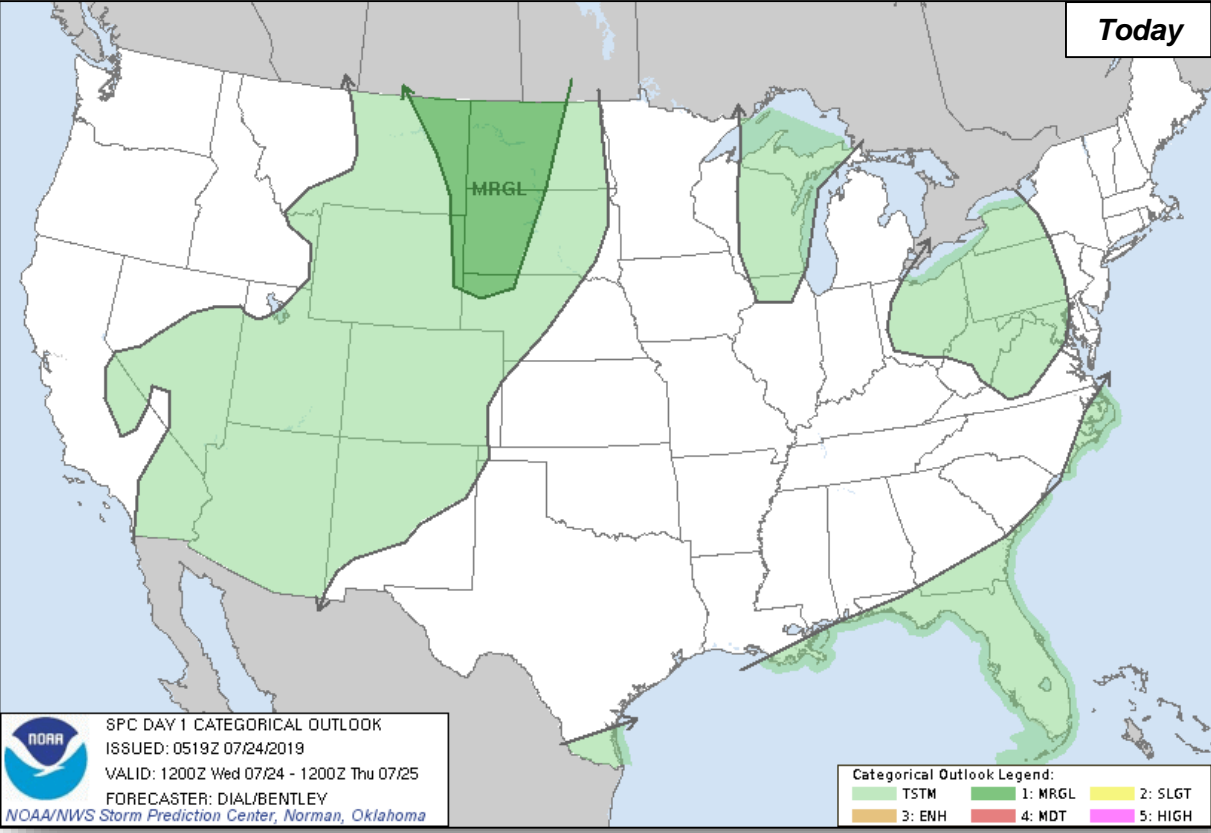 Today
MRGL
NOAA
SPC DAY 1 CATEGORICAL OUTLOOK
ISSUED: 0519Z 07/24/2019
VALID: 1200Z Wed 07/24 - 1200Z Thu 07/25
FORECASTER: DIAL/BENTLEY
NOAA/NWS Storm Prediction Center, Norman, Oklahoma
Categorical Outlook Legend:
TSTM 1: MRGL 2: SLGT
3: ENH 4: MDT 5: HIGH